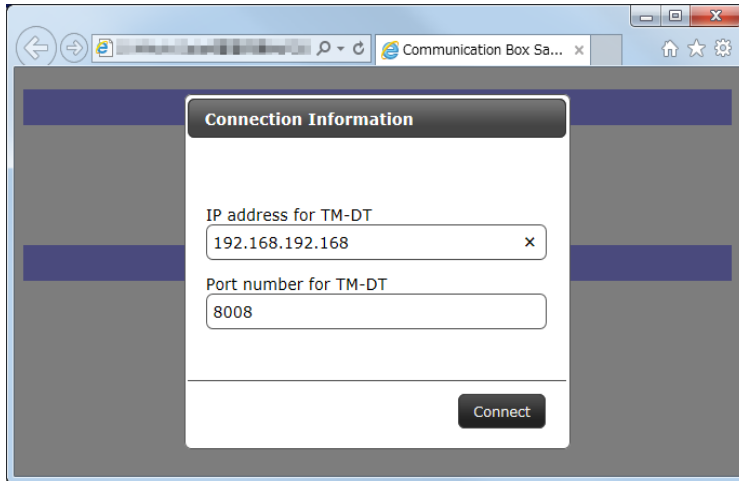 Communication Box Sa...
Connection Information
IP address for TM-DT
192.168.192.168
Port number for TM-DT
8008
Connect